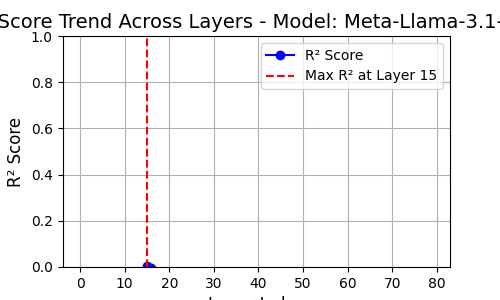 Score Trend Across Layers - Model: Meta-Llama-3.1-
R² Score
Max R² at Layer 15
R² Score
1.0
0.8
0.6
0.4
0.2
0.0
0 10 20 30 40 50 60 70 80